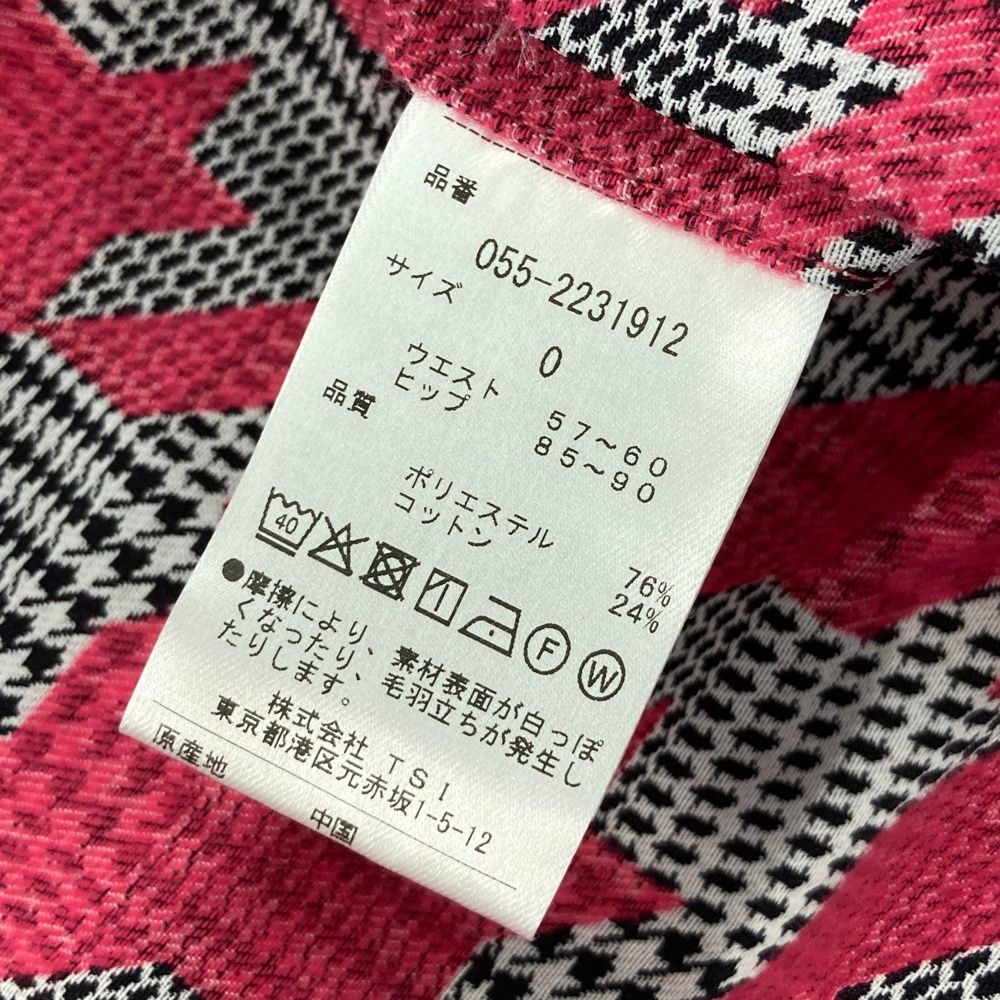 品番
055-2231912
サイズ
0
ウエスト 57～60
ヒップ 85～90
品質
ポリエステル 76%
コットン 24%
40
F W
●摩擦により、素材表面が白っぽ
くなったり、毛羽立ちが発生し
たりします。
株式会社 TSI
東京都港区元赤坂1-5-12
原産地
中国